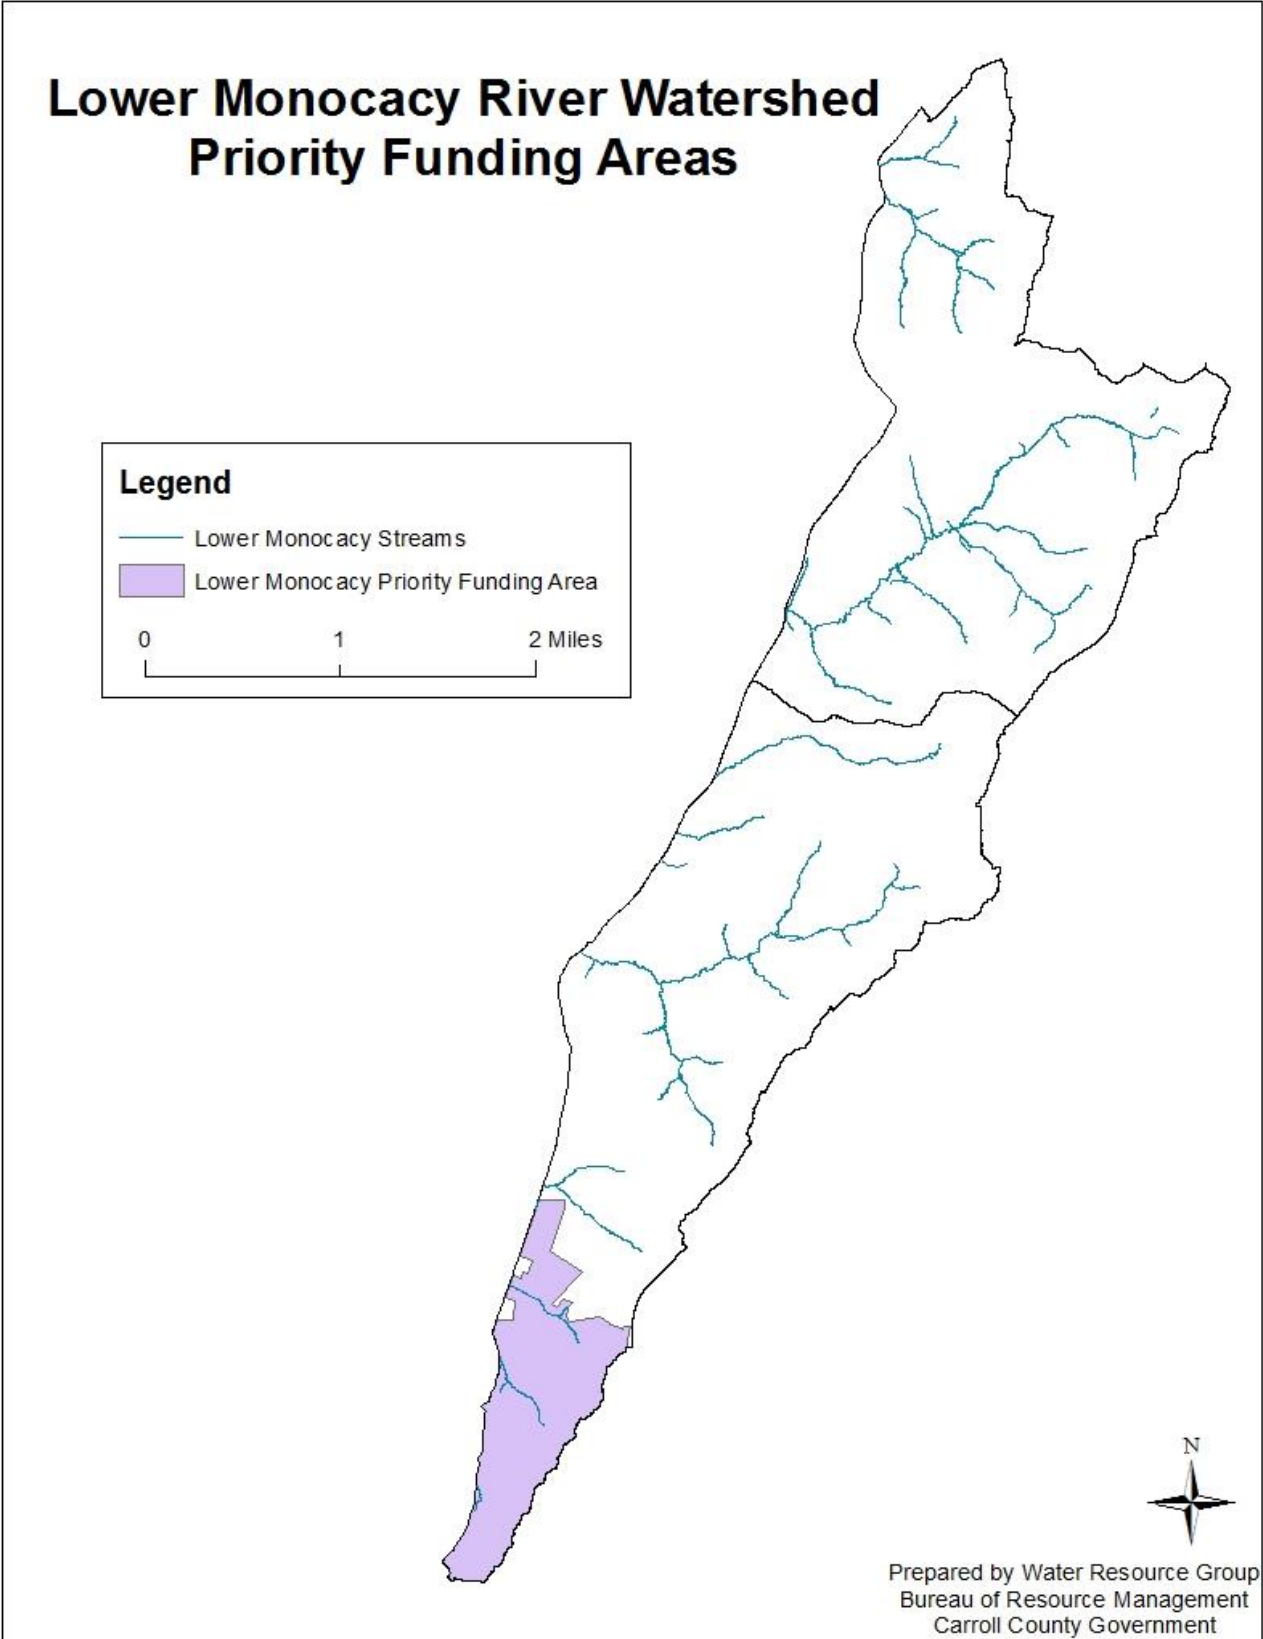 Lower Monocacy River Watershed
Priority Funding Areas
Legend
Lower Monocacy Streams
Lower Monocacy Priority Funding Area
0 1 2 Miles
N
Prepared by Water Resource Group
Bureau of Resource Management
Carroll County Government